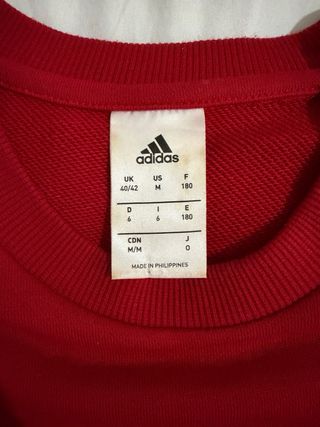 adidas
UK US F
40/42 M 180
D I E
6 6 180
CDN J
M/M O
MADE IN PHILIPPINES